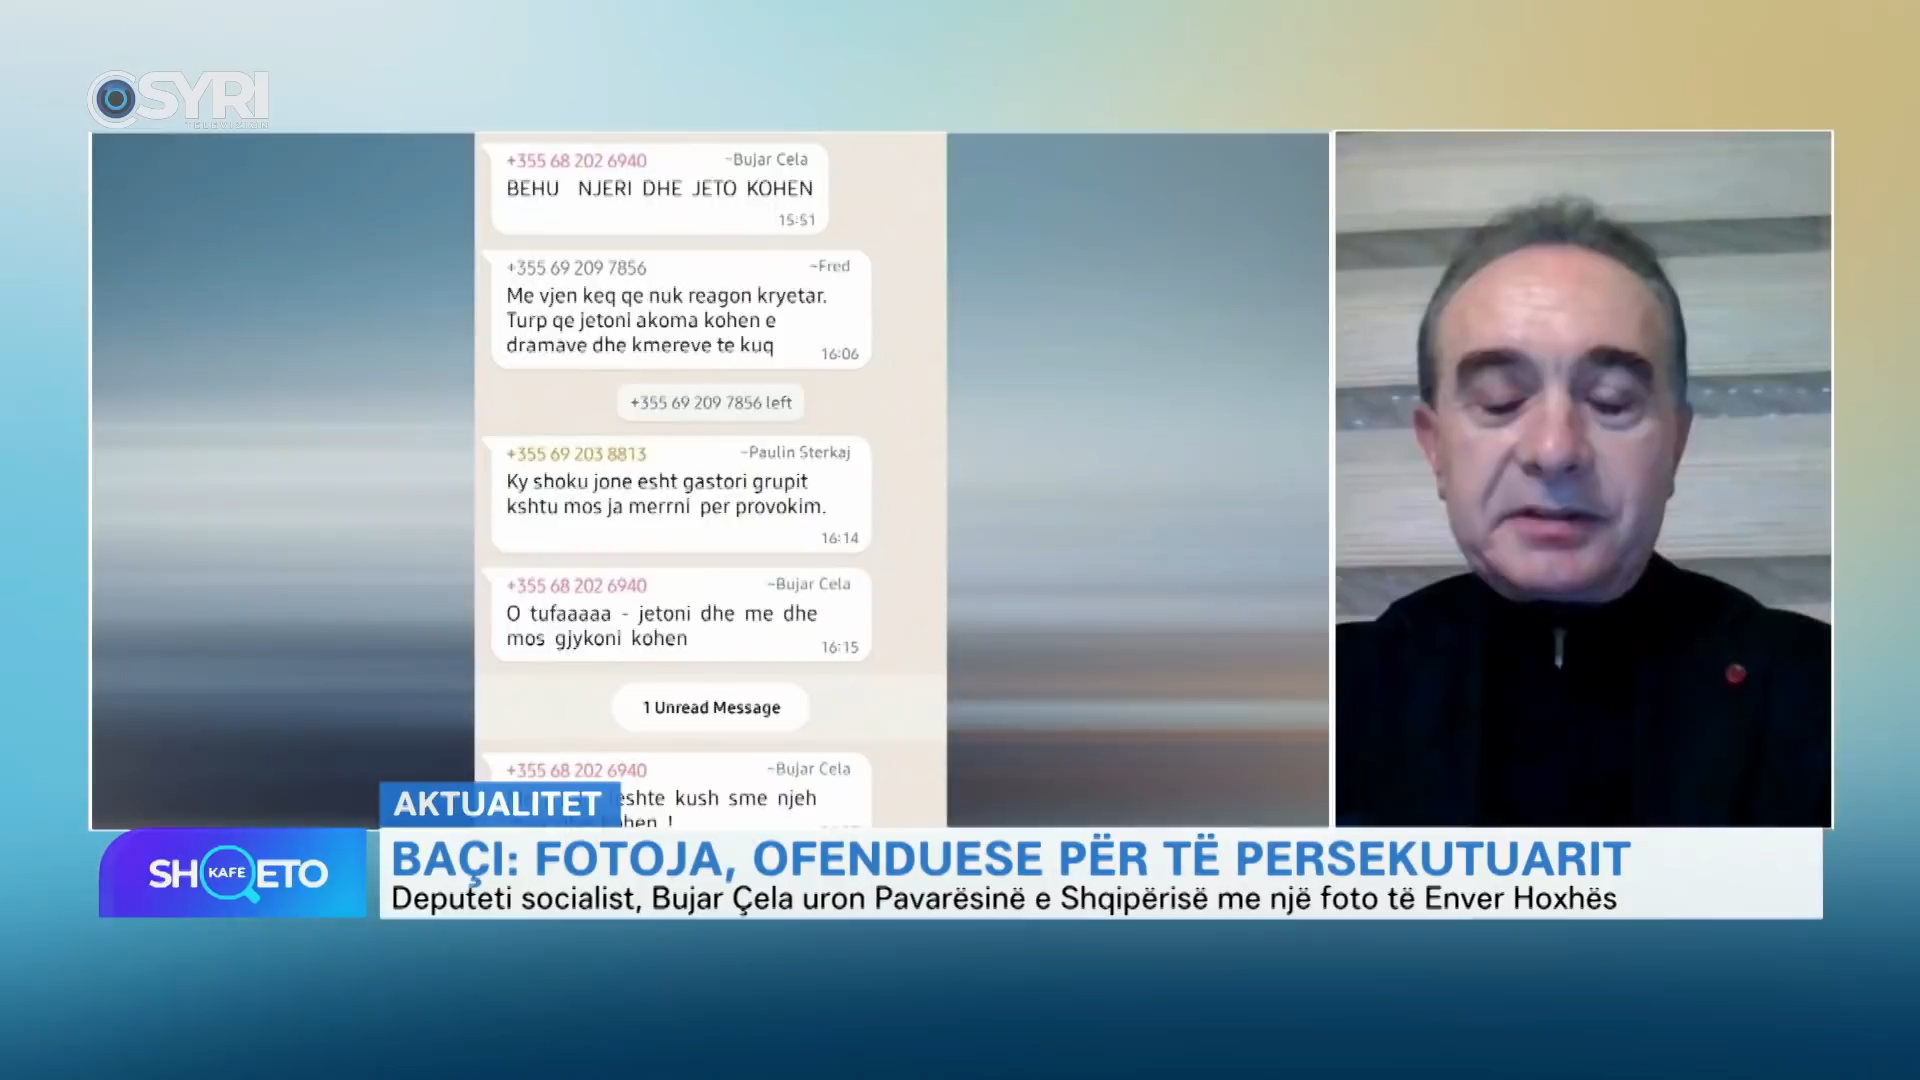 SYRI
TELEVIZION
+355 68 202 6940 ~Bujar Cela
BEHU NJERI DHE JETO KOHEN
15:51
+355 69 209 7856 ~Fred
Me vjen keq qe nuk reagon kryetar.
Turp qe jetoni akoma kohen e
dramave dhe kmereve te kuq
16:06
+355 69 209 7856 left
+355 69 203 8813 ~Paulin Sterkaj
Ky shoku jone esht gastori grupit
kshtu mos ja merrni per provokim.
16:14
+355 68 202 6940 ~Bujar Cela
O tufaaaaa - jetoni dhe me dhe
mos gjykoni kohen
16:15
1 Unread Message
+355 68 202 6940 ~Bujar Cela
kush sme njeh
AKTUALITET
SHQETO
KAFE
BAÇI: FOTOJA, OFENDUESE PËR TË PERSEKUTUARIT
Deputeti socialist, Bujar Çela uron Pavarësinë e Shqipërisë me një foto të Enver Hoxhës